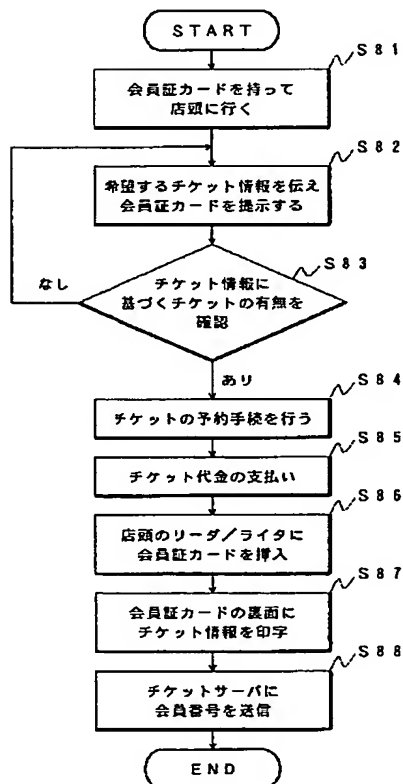 START
S81
会員証カードを持って
店頭に行く
S82
希望するチケット情報を伝え
会員証カードを提示する
S83
なし
チケット情報に
基づくチケットの有無を
確認
あり
S84
チケットの予約手続を行う
S85
チケット代金の支払い
S86
店頭のリーダ/ライタに
会員証カードを挿入
S87
会員証カードの裏面に
チケット情報を印字
S88
チケットサーバに
会員番号を送信
END